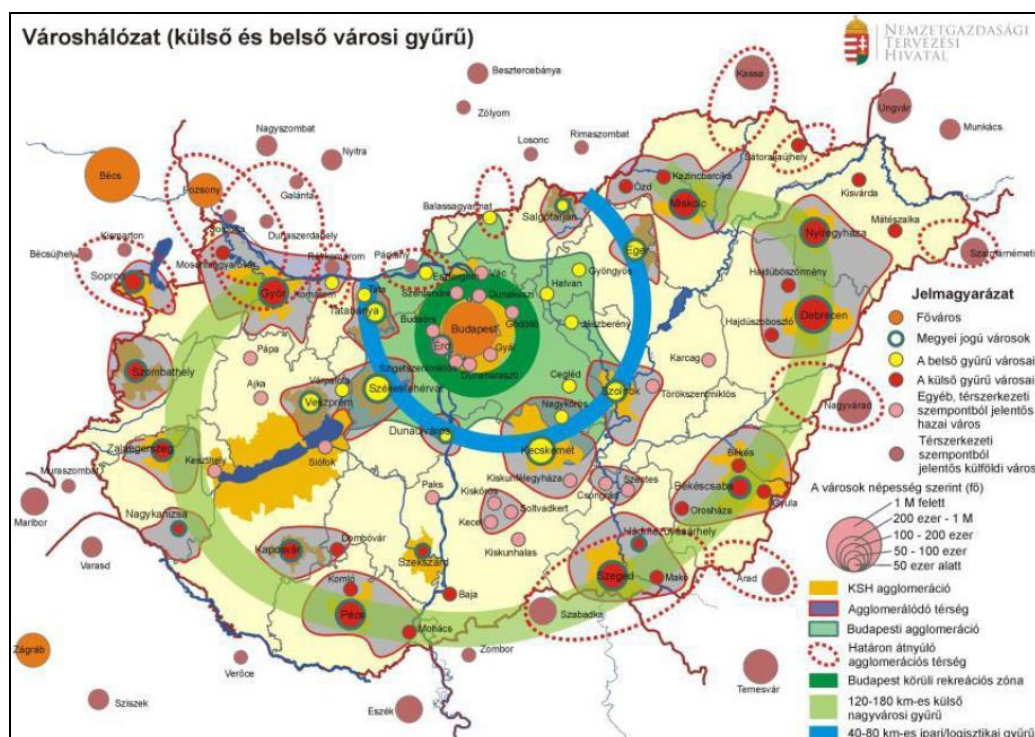 Városhálózat (külső és belső városi gyűrű)
NEMZETGAZDASÁGI
TERVEZÉSI
HIVATAL
Besztercebánya
Kassa
Zólyom
Ungvár
Munkács
Nagyszombat
Nyitra
Losonc
Rimaszombat
Bécs
Pozsony
Galánta
Sátoraljaújhely
Kazincbarcika
Ózd
Kisvárda
Miskolc
Balassagyarmat
Salgótarján
Mátészalka
Nyíregyháza
Kismarton
Bécsújhely
Dunaszerdahely
Szatmárnémeti
Sopron
Mosonmagyaróvár
Révkomárom
Párkány
Eger
Gyöngyös
Hajdúböszörmény
Győr
Komárom
Tata
Esztergom
Vác
Hatvan
Szentendre
Dunakeszi
Tatabánya
Budaörs
Budapest
Gödöllő
Jászberény
Debrecen
Hajdúszoboszló
Érd
Gyál
Szigetszentmiklós
Dunaharaszti
Pápa
Szombathely
Ajka
Várpalota
Székesfehérvár
Veszprém
Cegléd
Szolnok
Karcag
Törökszentmiklós
Nagyvárad
Nagykőrös
Dunaújváros
Kecskemét
Zalaegerszeg
Keszthely
Siófok
Békés
Muraszombat
Kiskunfélegyháza
Szentes
Csongrád
Békéscsaba
Gyula
Paks
Kiskőrös
Maribor
Nagykanizsa
Soltvadkert
Orosháza
Kecel
Hódmezővásárhely
Varasd
Kaposvár
Dombóvár
Kiskunhalas
Szekszárd
Komló
Szeged
Makó
Arad
Baja
Pécs
Szabadka
Mohács
Zágráb
Zombor
Verőce
Temesvár
Sziszek
Eszék
Jelmagyarázat
Főváros
Megyei jogú városok
A belső gyűrű városai
A külső gyűrű városai
Egyéb, térszerkezeti
szempontból jelentős
hazai város
Térszerkezeti
szempontból
jelentős külföldi város
A városok népesség szerint (fő)
1 M felett
200 ezer - 1 M
100 - 200 ezer
50 - 100 ezer
50 ezer alatt
KSH agglomeráció
Agglomerálódó térség
Budapesti agglomeráció
Határon átnyúló
agglomerációs térség
Budapest körüli rekreációs zóna
120-180 km-es külső
nagyvárosi gyűrű
40-80 km-es ipari/logisztikai gyűrű